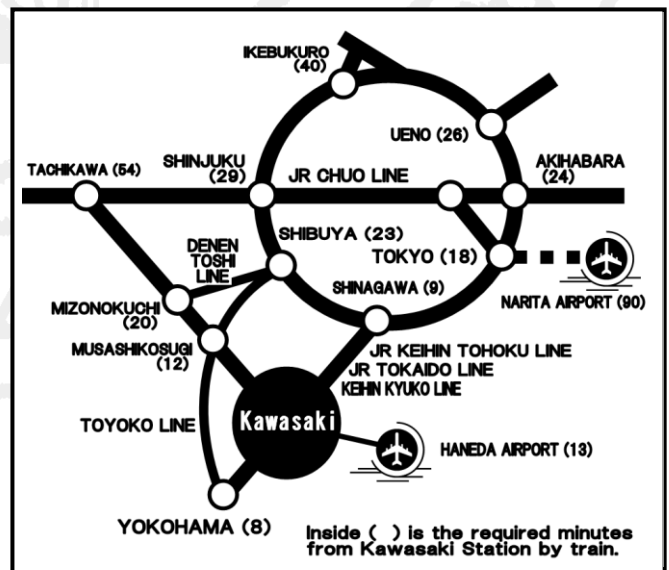 IKEBUKURO
(40)
UENO (26)
TACHIKAWA (54)
SHINJUKU
(29)
JR CHUO LINE
AKIHABARA
(24)
DENEN
TOSHI
LINE
SHIBUYA (23)
TOKYO (18)
SHINAGAWA (9)
NARITA AIRPORT (90)
MIZONOKUCHI
(20)
MUSASHIKOSUGI
(12)
JR KEIHIN TOHOKU LINE
JR TOKAIDO LINE
KEIHIN KYUKO LINE
TOYOKO LINE
Kawasaki
HANEDA AIRPORT (13)
YOKOHAMA (8)
Inside ( ) is the required minutes
from Kawasaki Station by train.